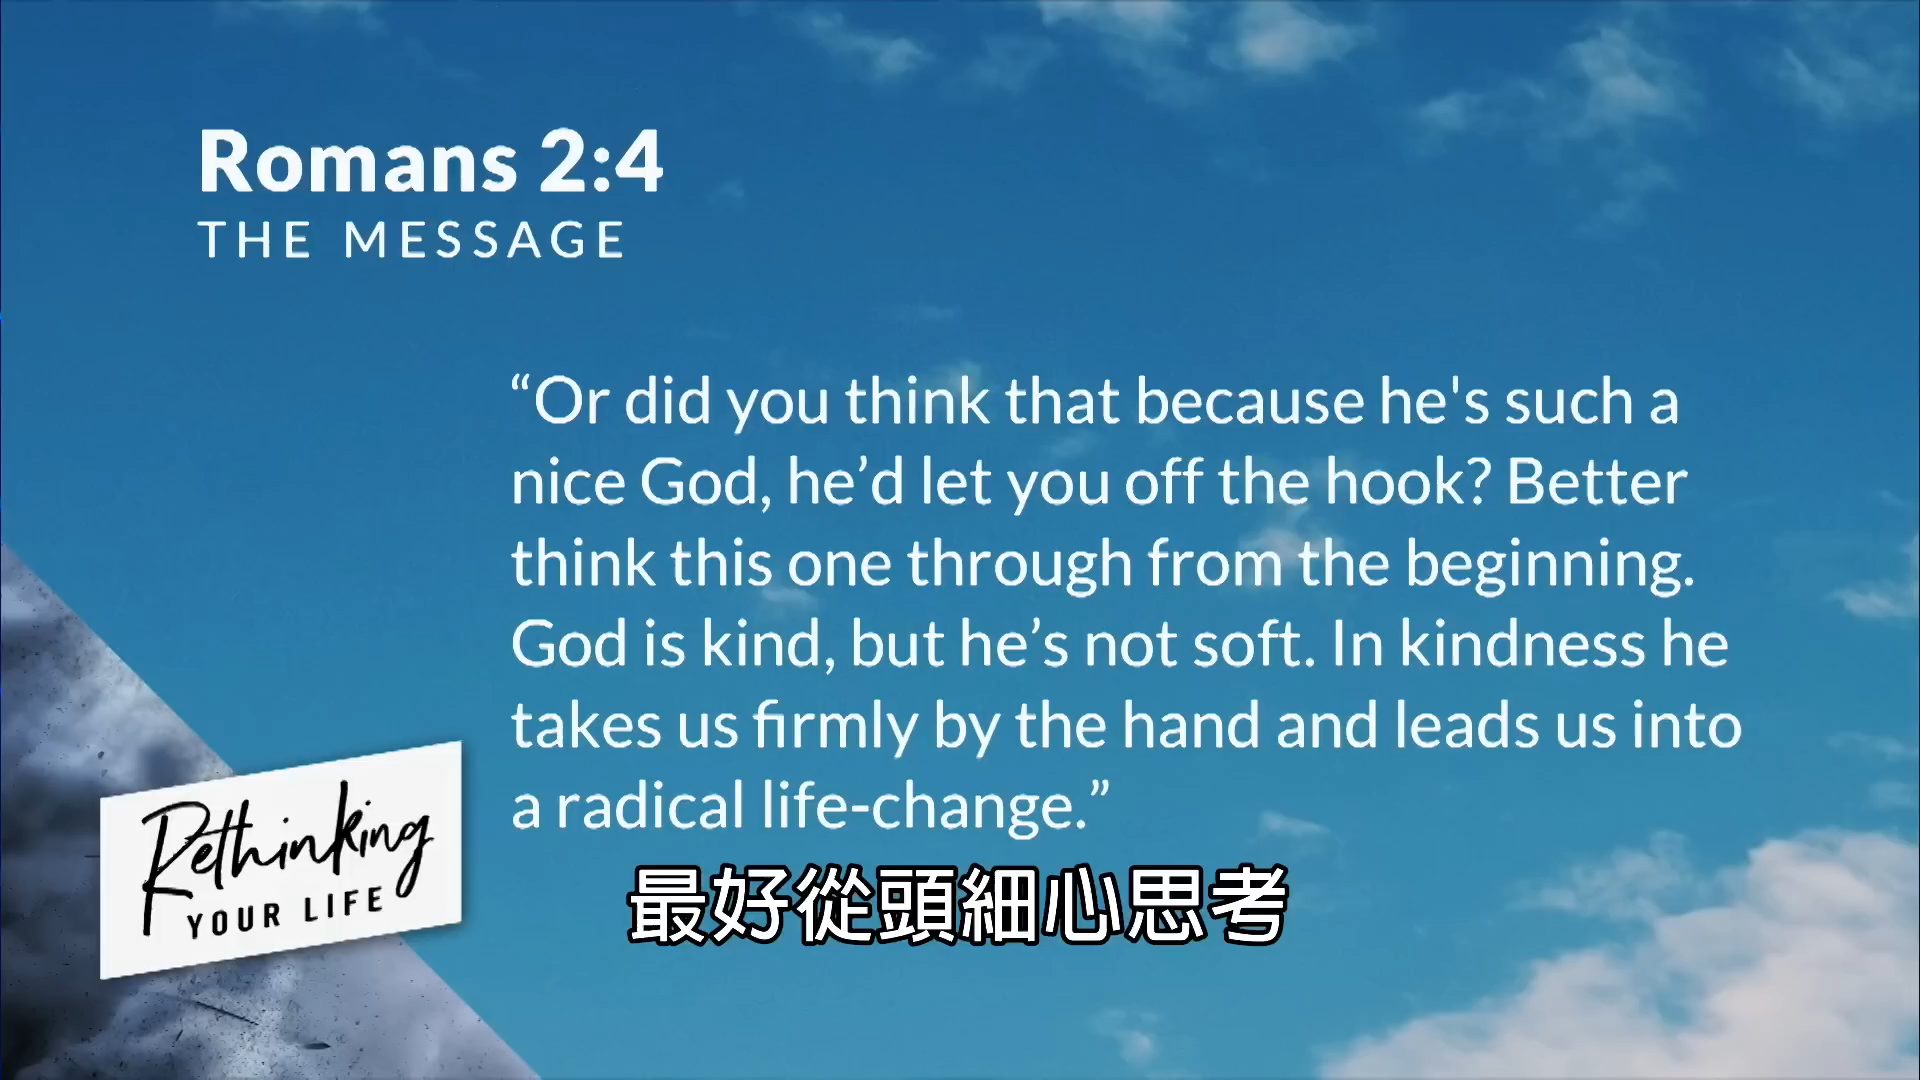 Romans 2:4
THE MESSAGE
“Or did you think that because he's such a
nice God, he’d let you off the hook? Better
think this one through from the beginning.
God is kind, but he’s not soft. In kindness he
takes us firmly by the hand and leads us into
a radical life-change.”
Rethinking
YOUR LIFE
最好從頭細心思考